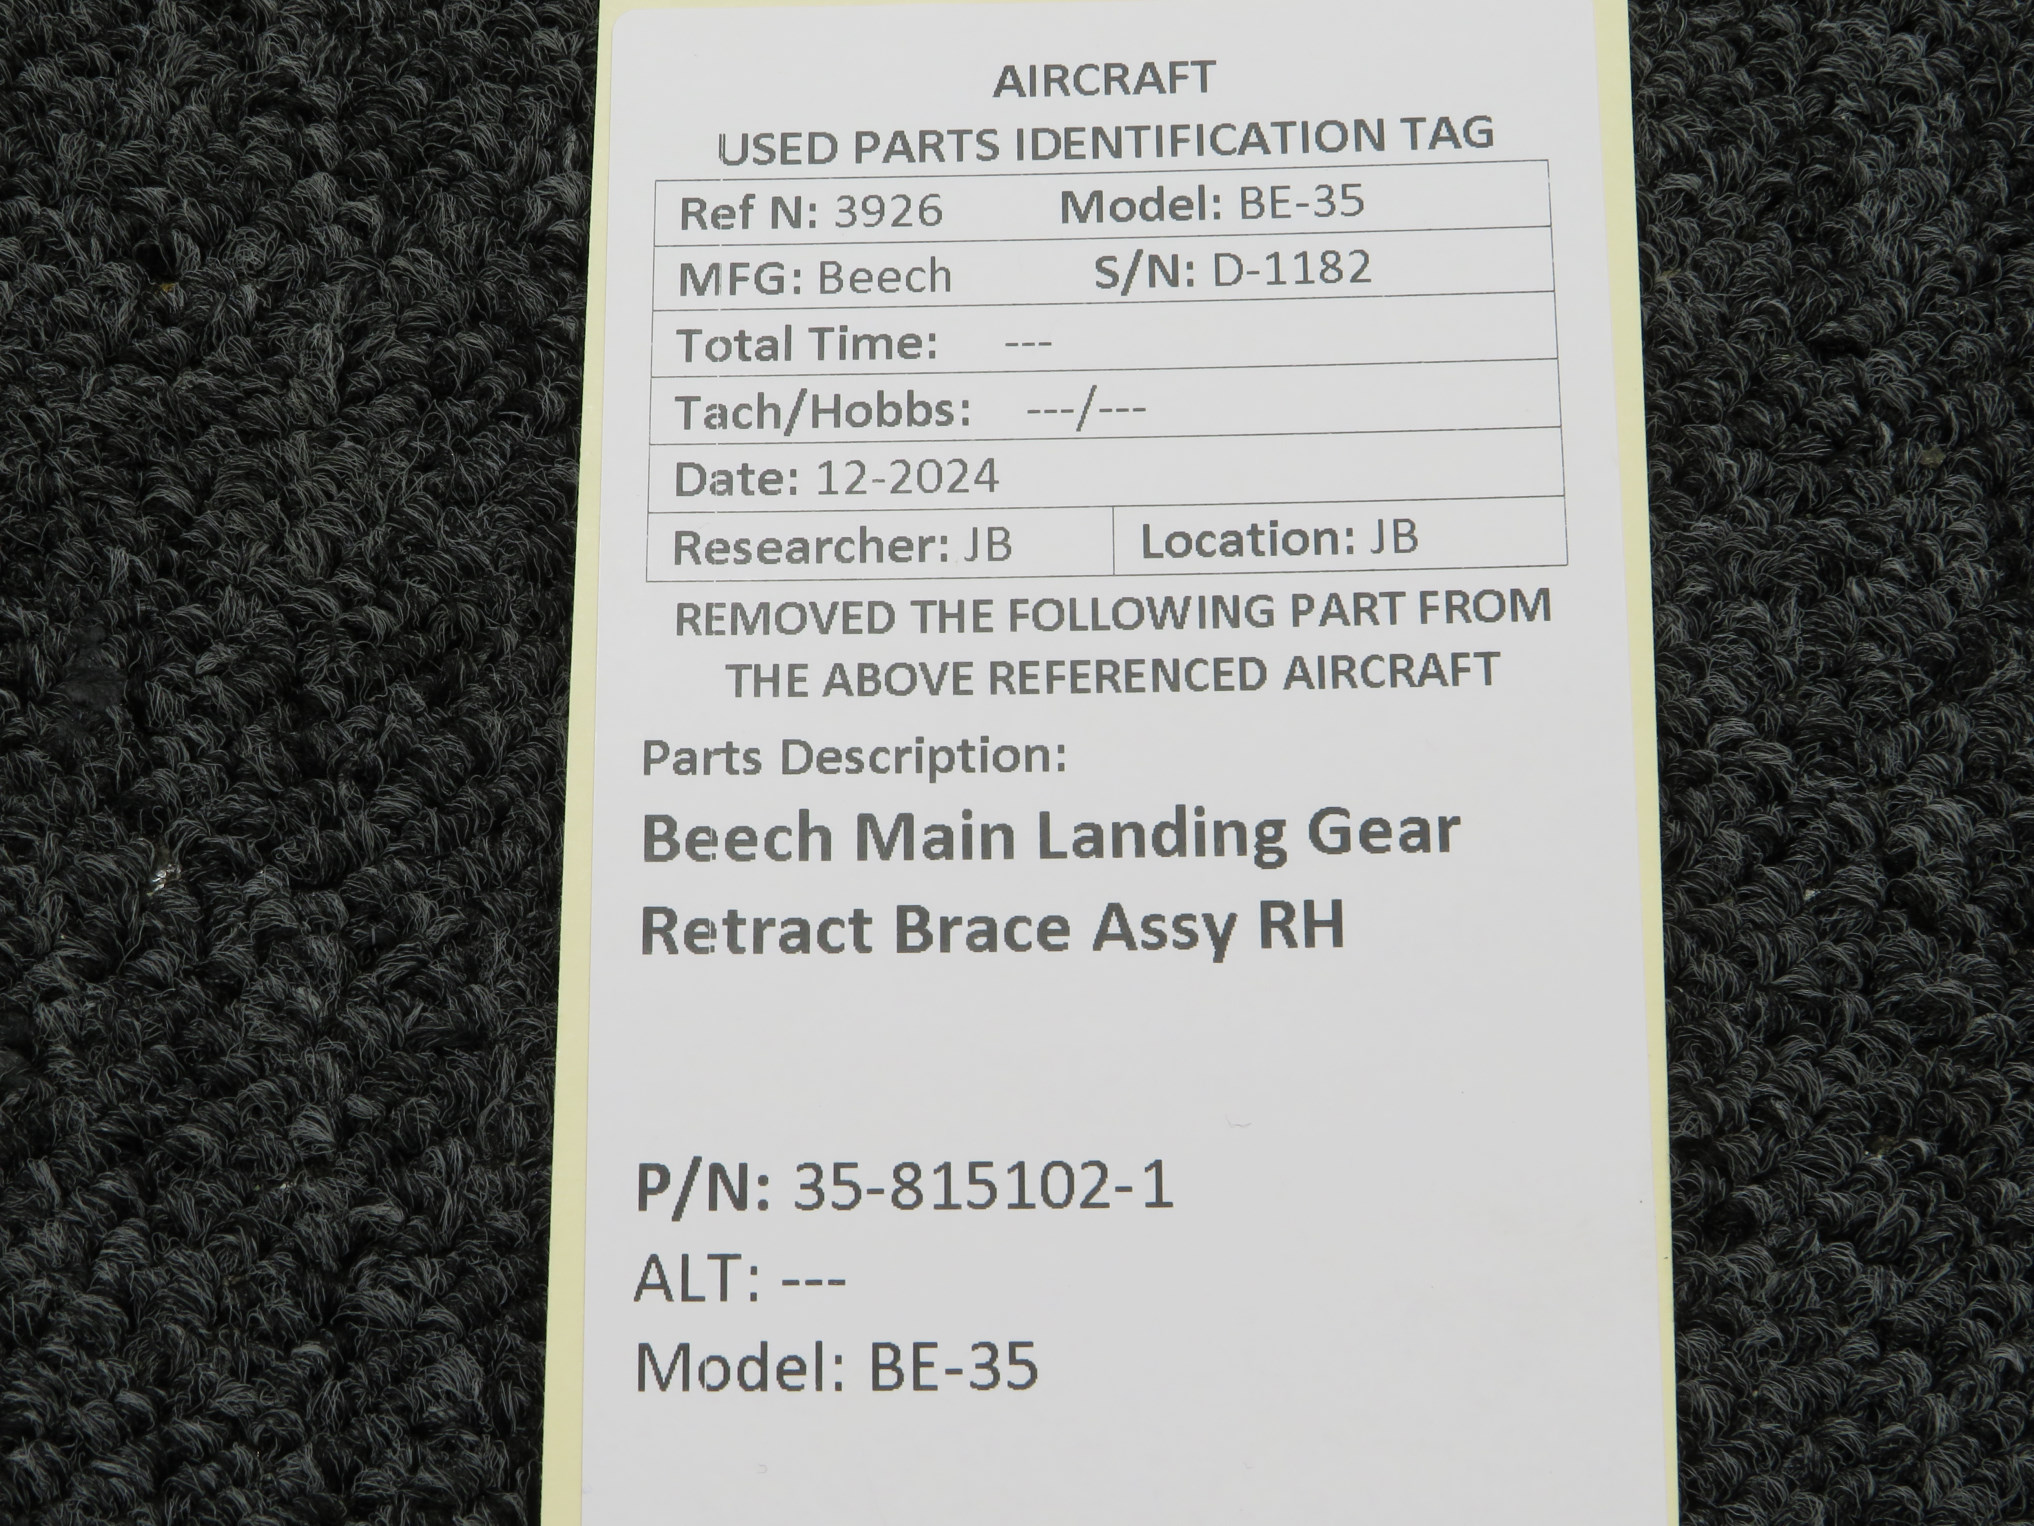 AIRCRAFT
USED PARTS IDENTIFICATION TAG
Ref N: 3926 Model: BE-35
MFG: Beech S/N: D-1182
Total Time: ---
Tach/Hobbs: ---/---
Date: 12-2024
Researcher: JB Location: JB
REMOVED THE FOLLOWING PART FROM
THE ABOVE REFERENCED AIRCRAFT
Parts Description:
Beech Main Landing Gear
Retract Brace Assy RH
P/N: 35-815102-1
ALT: ---
Model: BE-35